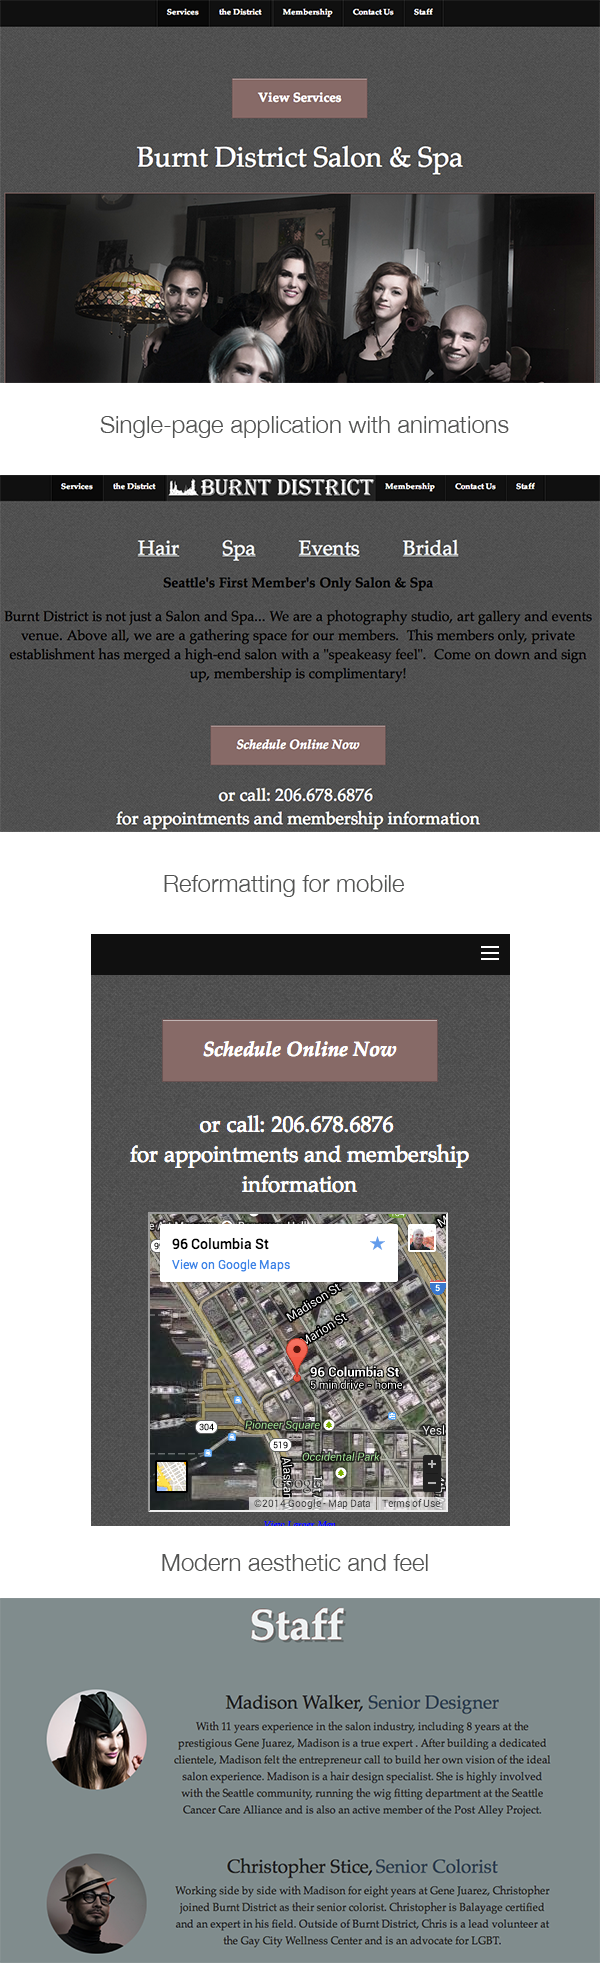 Services the District Membership Contact Us Staff
View Services
Burnt District Salon & Spa
Single-page application with animations
Services the District BURNT DISTRICT Membership Contact Us Staff
Hair Spa Events Bridal
Seattle's First Member's Only Salon & Spa
Burnt District is not just a Salon and Spa... We are a photography studio, art gallery and events
venue. Above all, we are a gathering space for our members. This members only, private
establishment has merged a high-end salon with a "speakeasy feel". Come on down and sign
up, membership is complimentary!
Schedule Online Now
or call: 206.678.6876
for appointments and membership information
Reformatting for mobile
Schedule Online Now
or call: 206.678.6876
for appointments and membership
information
96 Columbia St
View on Google Maps
5
Madison St
Marion St
96 Columbia St
5 min drive - home
304
Pioneer Square
Yesl
519
Occidental Park
Alaskan
Google
©2014 Google - Map Data Terms of Use
View Larger Map
Modern aesthetic and feel
Staff
Madison Walker, Senior Designer
With 11 years experience in the salon industry, including 8 years at the
prestigious Gene Juarez, Madison is a true expert . After building a dedicated
clientele, Madison felt the entrepreneur call to build her own vision of the ideal
salon experience. Madison is a hair design specialist. She is highly involved
with the Seattle community, running the wig fitting department at the Seattle
Cancer Care Alliance and is also an active member of the Post Alley Project.
Christopher Stice, Senior Colorist
Working side by side with Madison for eight years at Gene Juarez, Christopher
joined Burnt District as their senior colorist. Christopher is Balayage certified
and an expert in his field. Outside of Burnt District, Chris is a lead volunteer at
the Gay City Wellness Center and is an advocate for LGBT.